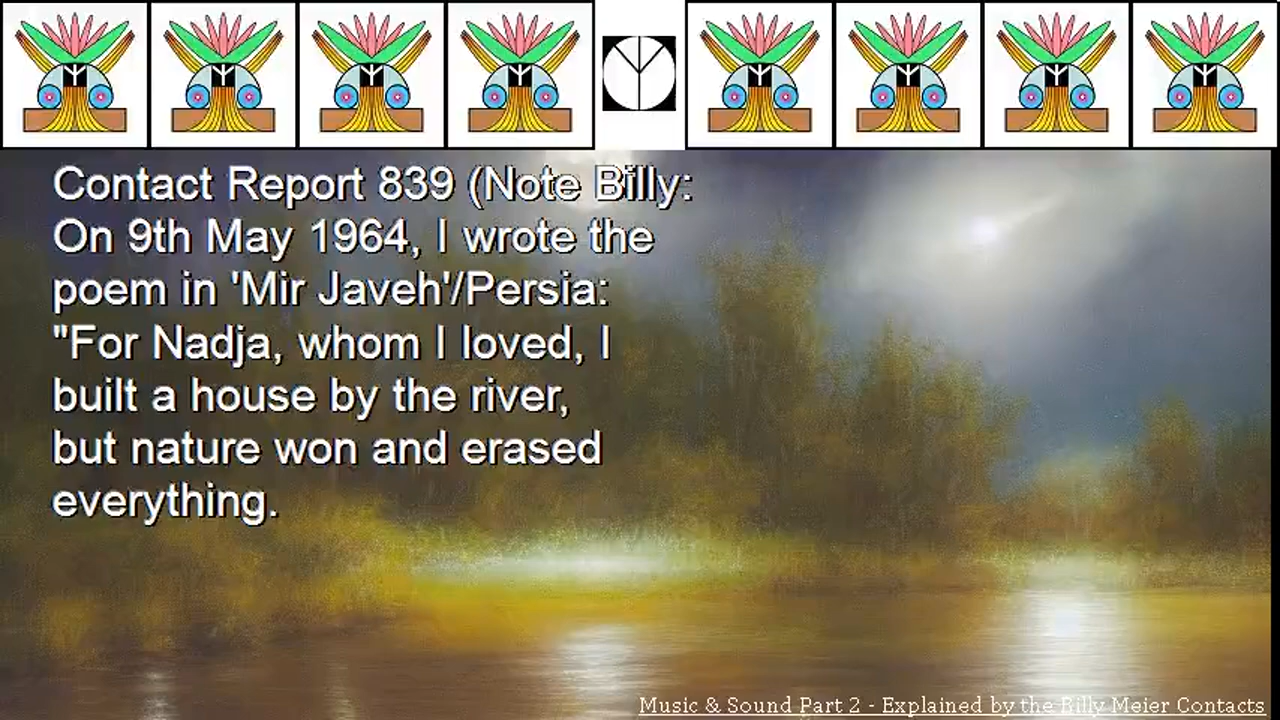 Contact Report 839 (Note Billy:
On 9th May 1964, I wrote the
poem in 'Mir Javeh'/Persia:
"For Nadja, whom I loved, I
built a house by the river,
but nature won and erased
everything.
Music & Sound Part 2 - Explained by the Billy Meier Contacts